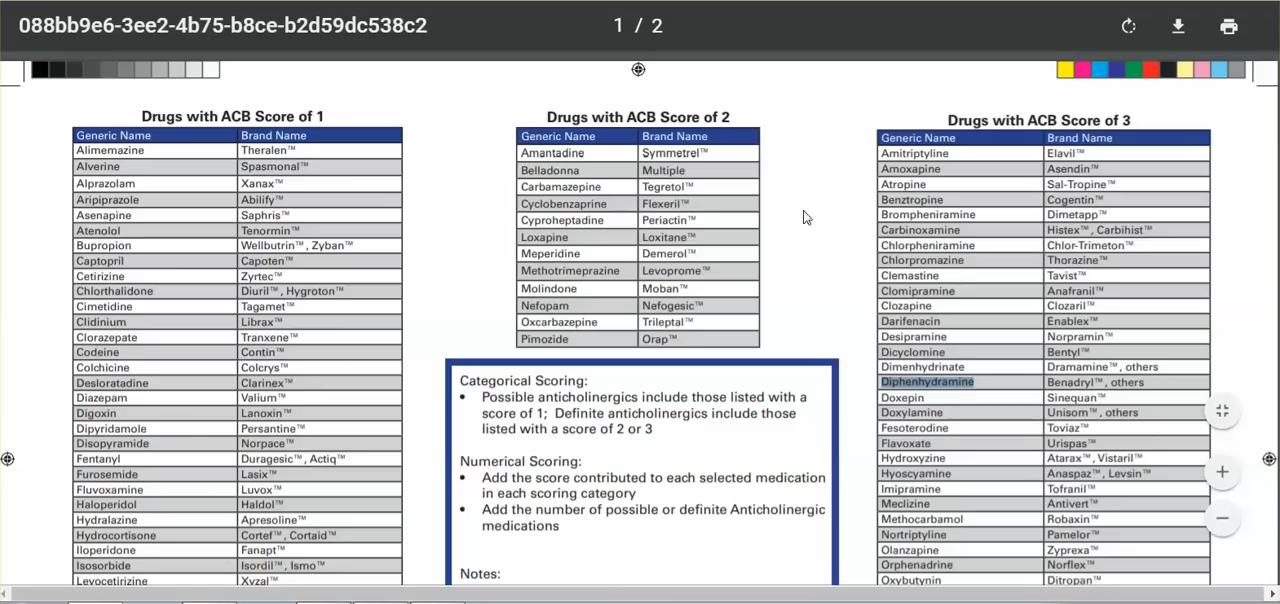 088bb9e6-3ee2-4b75-b8ce-b2d59dc538c2
1 / 2
Drugs with ACB Score of 1
Generic Name Brand Name
Alimemazine Theralen™
Alverine Spasmonal™
Alprazolam Xanax™
Aripiprazole Abilify™
Asenapine Saphris™
Atenolol Tenormin™
Bupropion Wellbutrin™, Zyban™
Captopril Capoten™
Cetirizine Zyrtec™
Chlorthalidone Diuril™, Hygroton™
Cimetidine Tagamet™
Clidinium Librax™
Clorazepate Tranxene™
Codeine Contin™
Colchicine Colcrys™
Desloratadine Clarinex™
Diazepam Valium™
Digoxin Lanoxin™
Dipyridamole Persantine™
Disopyramide Norpace™
Fentanyl Duragesic™, Actiq™
Furosemide Lasix™
Fluvoxamine Luvox™
Haloperidol Haldol™
Hydralazine Apresoline™
Hydrocortisone Cortef™, Cortaid™
Iloperidone Fanapt™
Isosorbide Isordil™, Ismo™
Levocetirizine Xyzal™
Drugs with ACB Score of 2
Generic Name Brand Name
Amantadine Symmetrel™
Belladonna Multiple
Carbamazepine Tegretol™
Cyclobenzaprine Flexeril™
Cyproheptadine Periactin™
Loxapine Loxitane™
Meperidine Demerol™
Methotrimeprazine Levoprome™
Molindone Moban™
Nefopam Nefogesic™
Oxcarbazepine Trileptal™
Pimozide Orap™
Categorical Scoring:
• Possible anticholinergics include those listed with a
score of 1; Definite anticholinergics include those
listed with a score of 2 or 3
Numerical Scoring:
• Add the score contributed to each selected medication
in each scoring category
• Add the number of possible or definite Anticholinergic
medications
Notes:
Drugs with ACB Score of 3
Generic Name Brand Name
Amitriptyline Elavil™
Amoxapine Asendin™
Atropine Sal-Tropine™
Benztropine Cogentin™
Brompheniramine Dimetapp™
Carbinoxamine Histex™, Carbihist™
Chlorpheniramine Chlor-Trimeton™
Chlorpromazine Thorazine™
Clemastine Tavist™
Clomipramine Anafranil™
Clozapine Clozaril™
Darifenacin Enablex™
Desipramine Norpramin™
Dicyclomine Bentyl™
Dimenhydrinate Dramamine™, others
Diphenhydramine Benadryl™, others
Doxepin Sinequan™
Doxylamine Unisom™, others
Fesoterodine Toviaz™
Flavoxate Urispas™
Hydroxyzine Atarax™, Vistaril™
Hyoscyamine Anaspaz™, Levsin™
Imipramine Tofranil™
Meclizine Antivert™
Methocarbamol Robaxin™
Nortriptyline Pamelor™
Olanzapine Zyprexa™
Orphenadrine Norflex™
Oxybutynin Ditropan™